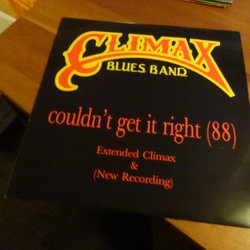 CLIMAX
BLUES BAND
couldn't get it right (88)
Extended Climax
&
(New Recording)